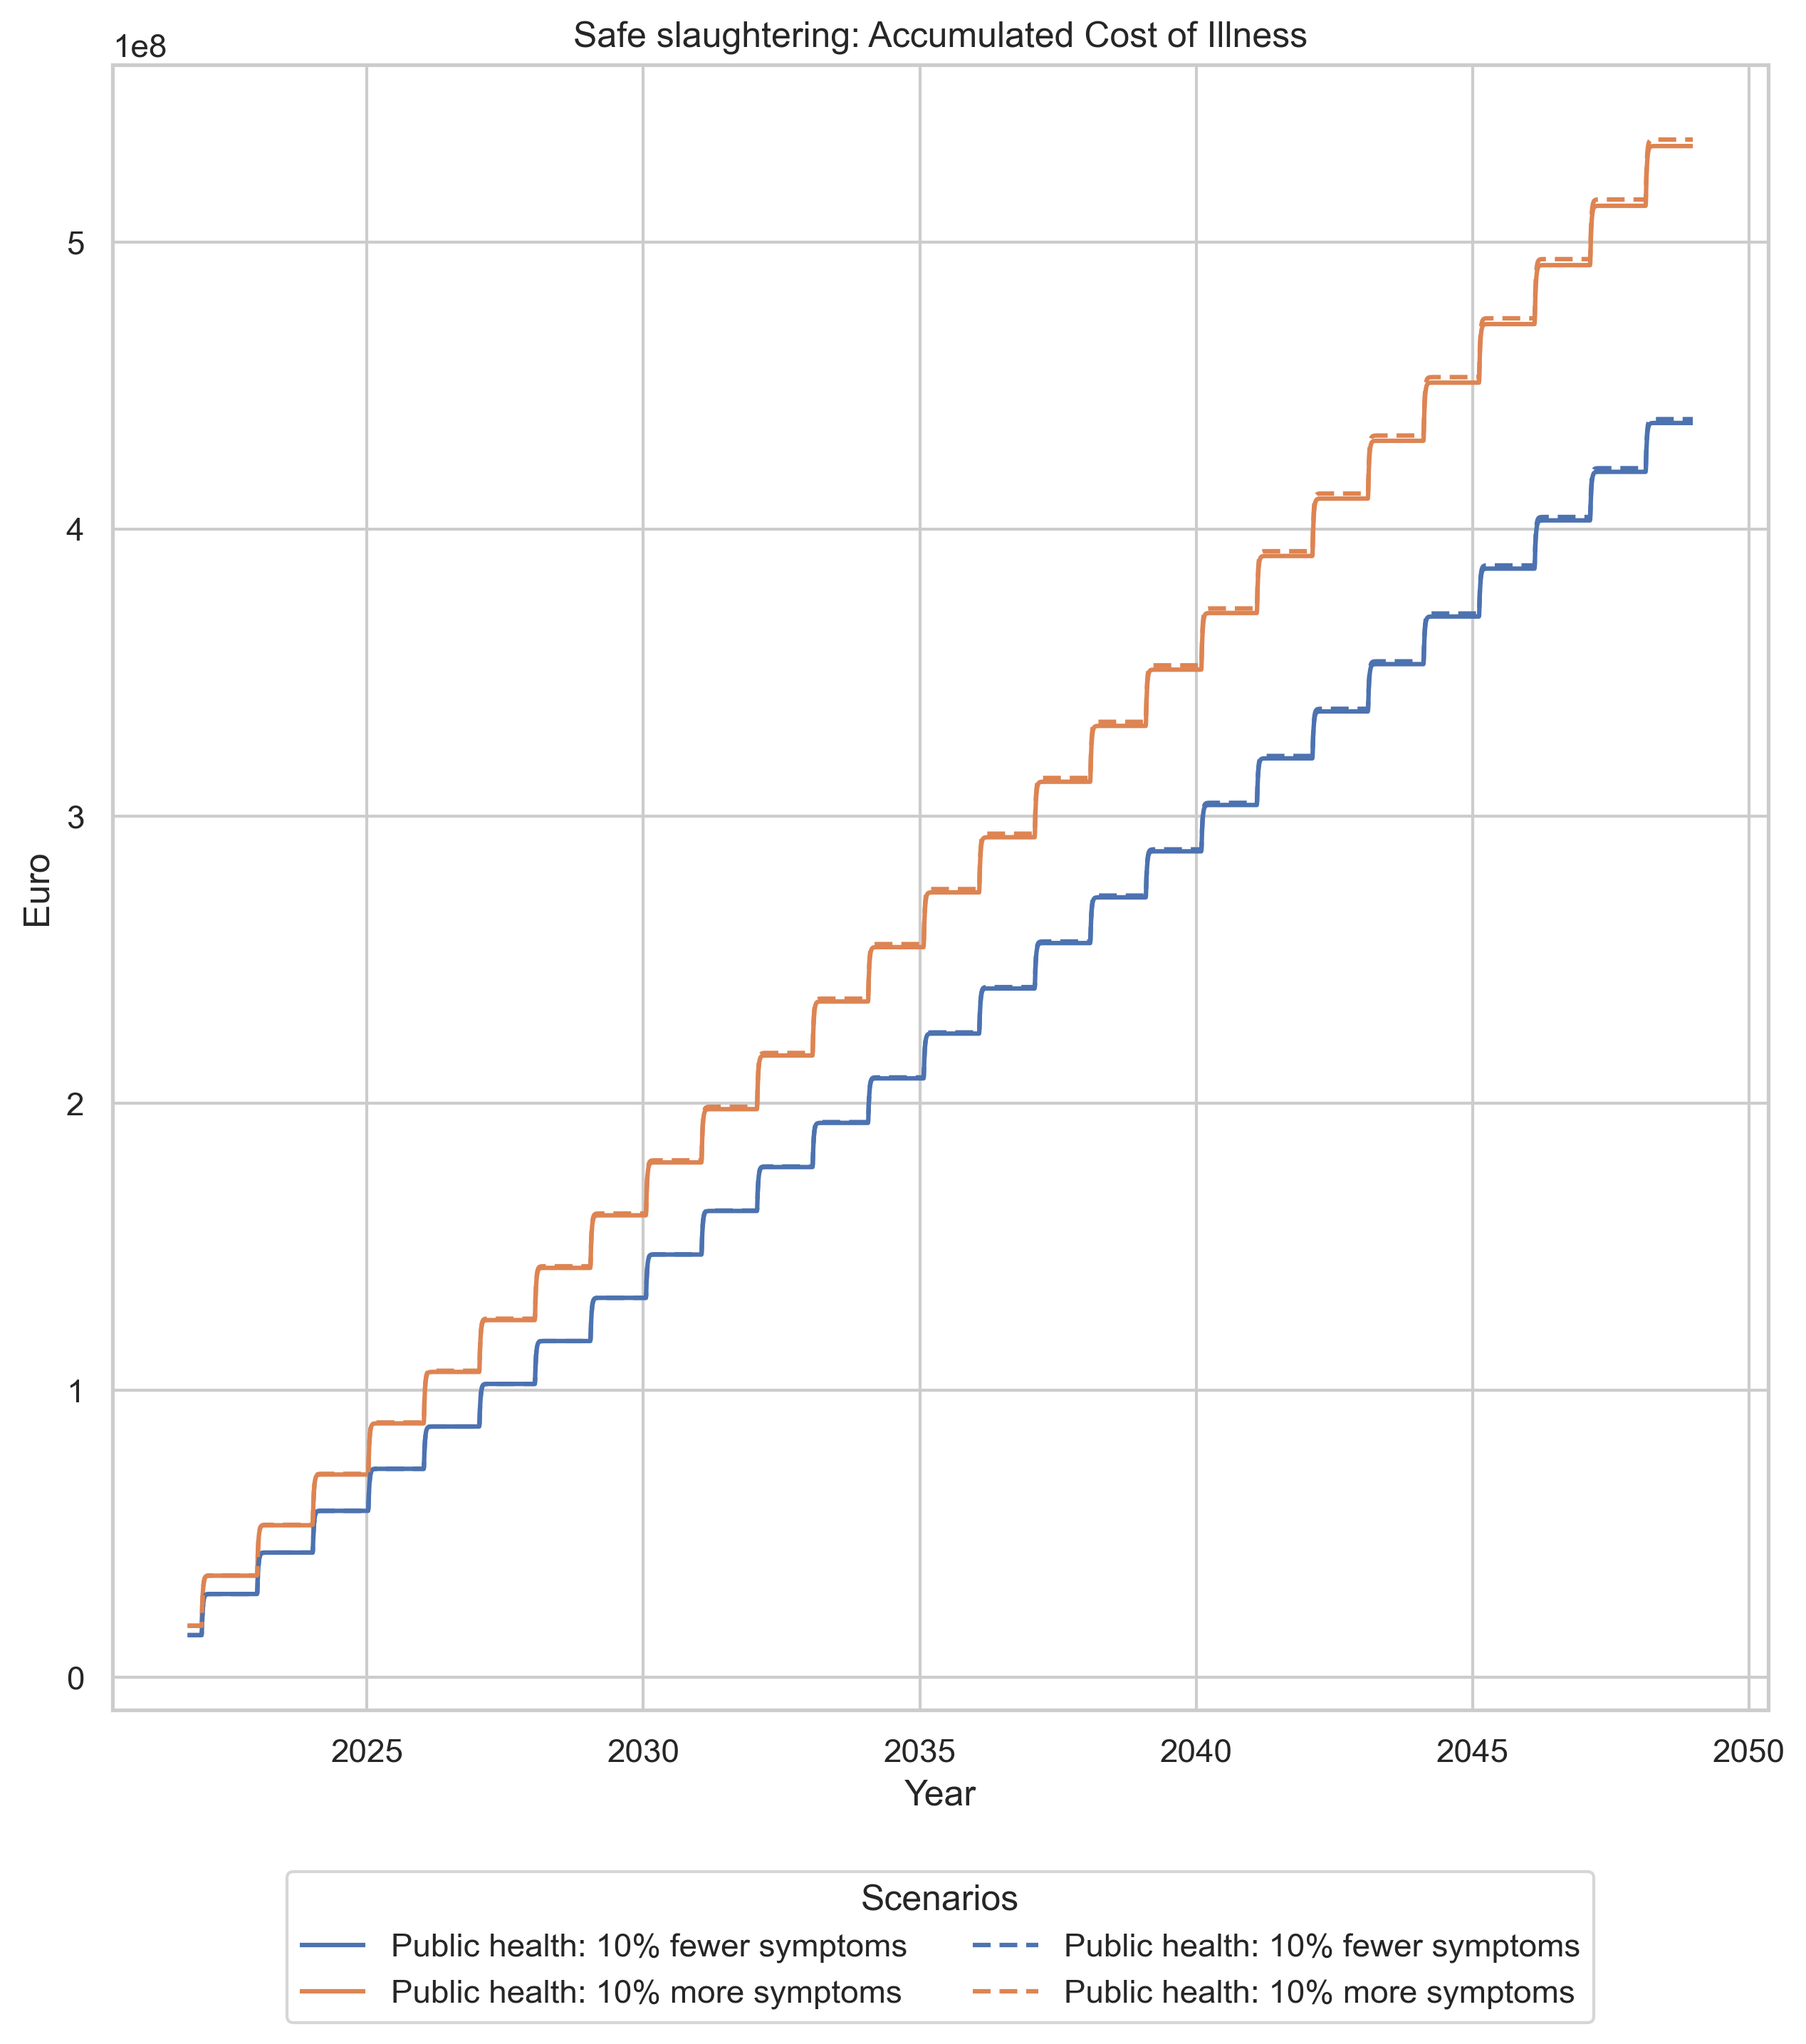 Safe slaughtering: Accumulated Cost of Illness
1e8
5
4
3
2
1
0
Euro
2025 2030 2035 2040 2045 2050
Year
Scenarios
Public health: 10% fewer symptoms Public health: 10% fewer symptoms
Public health: 10% more symptoms Public health: 10% more symptoms